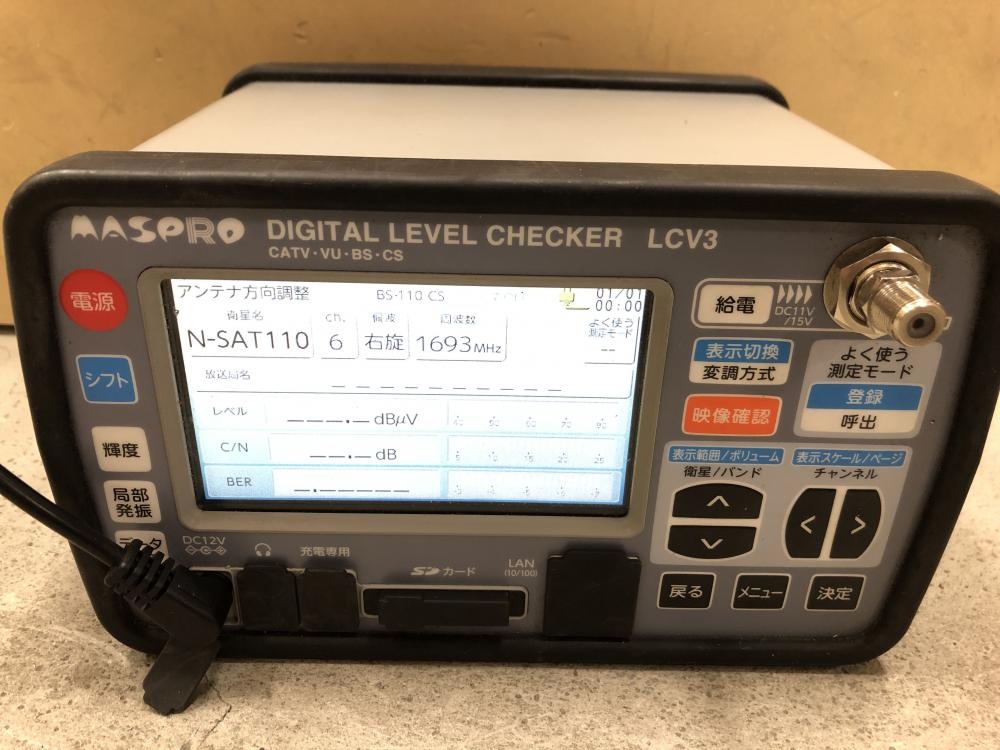 MASPRO DIGITAL LEVEL CHECKER LCV3
CATV・VU・BS・CS
電源
シフト
輝度
局部
発振
アンテナ方向調整 BS-110 CS 01/01
00:00
衛星名 ch. 偏波 周波数 よく使う
測定モード
N-SAT110 6 右旋 1693MHz --
放送局名
レベル ---.- dBμV
C/N ---.- dB
BER -.------
給電 DC11V
/15V
表示切換
変調方式
よく使う
測定モード
登録
呼出
映像確認
表示範囲/ボリューム
衛星/バンド
表示スケール/ページ
チャンネル
戻る メニュー 決定
DC12V
充電専用
SDカード
LAN
(10/100)